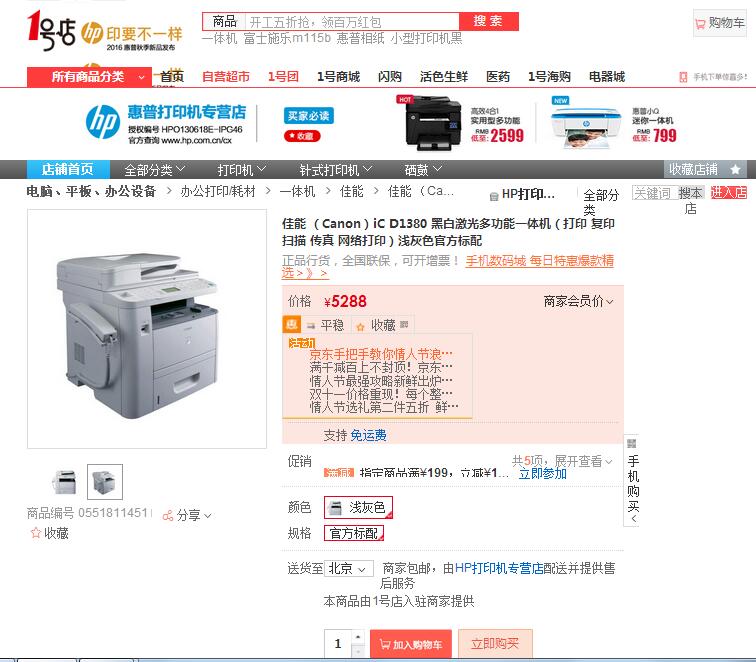 1号店
hp 印要不一样
2016 惠普秋季新品发布
商品 开工五折抢，领百万红包 搜 索
购物车
一体机 富士施乐m115b 惠普相纸 小型打印机黑
所有商品分类 首页 自营超市 1号团 1号商城 闪购 活色生鲜 医药 1号海购 电器城
手机下单惊喜多!
hp 惠普打印机专营店
授权编号 HPO130618E-IPC46
官方查询 www.hp.com.cn/cx
买家必读
收藏
HOT
高效4合1
实用型多功能
RMB 最低: 2599
NEW
惠普小Q
迷你一体机
RMB 最低: 799
店铺首页 全部分类 打印机 针式打印机 硒鼓 收藏店铺
电脑、平板、办公设备 > 办公打印/耗材 > 一体机 > 佳能 > 佳能 （Ca...
HP打印... 全部分类
关键词 搜本店 进入店
佳能 （Canon）iC D1380 黑白激光多功能一体机（打印 复印
扫描 传真 网络打印）浅灰色官方标配
正品行货，全国联保，可开增票！ 手机数码域 每日特惠爆款精
选＞》＞
价格 ¥5288 商家会员价
惠 平稳 收藏
活动
京东手把手教你情人节浪…
满千减百上不封顶！京东…
情人节最强攻略新鲜出炉…
双十一价格重现！每个整…
情人节选礼第二件五折 鲜…
支持 免运费
促销 共5项，展开查看
满减 指定商品满¥199，立减¥1... 立即参加
手机购买
商品编号 0551811451 分享
收藏
颜色 浅灰色
规格 官方标配
送货至 北京 商家包邮，由HP打印机专营店配送并提供售
后服务
本商品由1号店入驻商家提供
1 加入购物车 立即购买